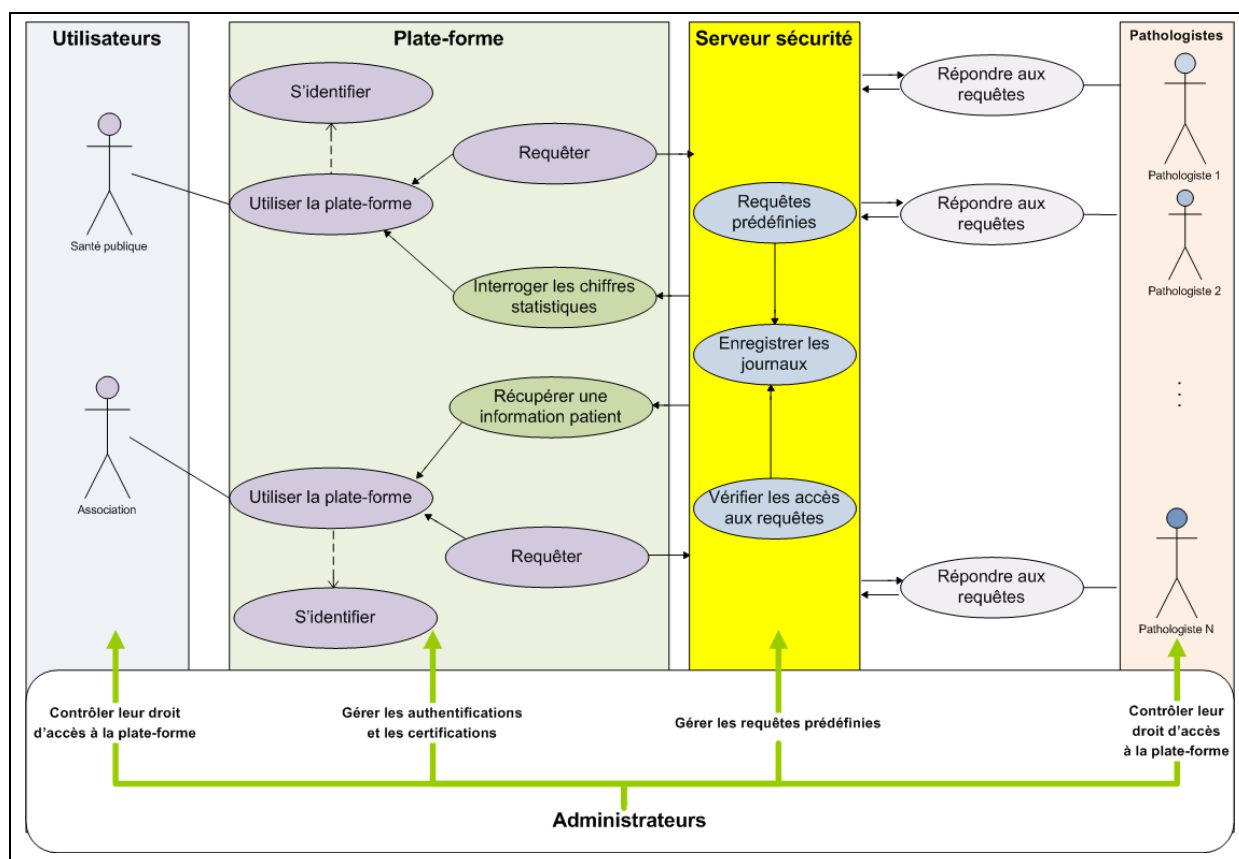 Utilisateurs
Plate-forme
Serveur sécurité
Pathologistes
S'identifier
Répondre aux
requêtes
Requêter
Pathologiste 1
Utiliser la plate-forme
Requêtes
prédéfinies
Répondre aux
requêtes
Santé publique
Interroger les chiffres
statistiques
Pathologiste 2
Enregistrer les
journaux
Récupérer une
information patient
Utiliser la plate-forme
Vérifier les accès
aux requêtes
Association
Requêter
Répondre aux
requêtes
S'identifier
Pathologiste N
Contrôler leur droit
d'accès à la plate-forme
Gérer les authentifications
et les certifications
Gérer les requêtes prédéfinies
Contrôler leur
droit d'accès
à la plate-forme
Administrateurs